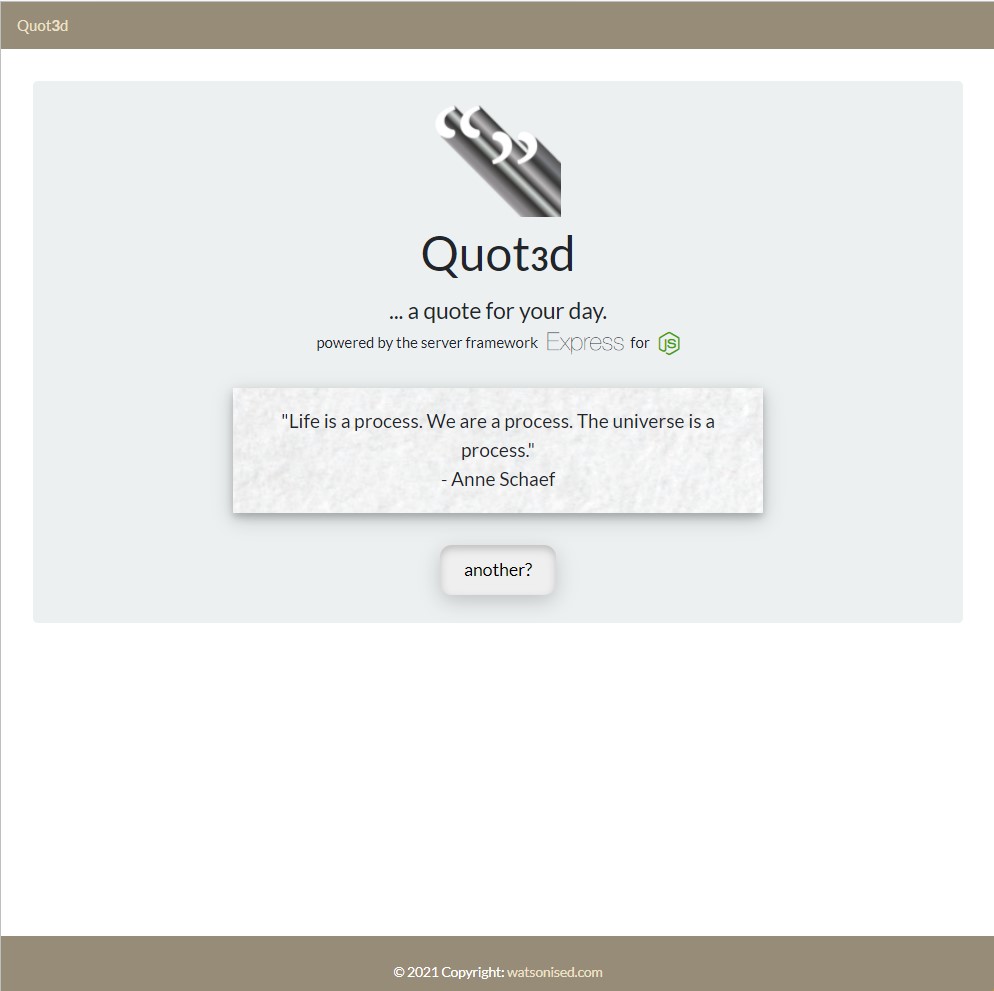 Quot3d
“ ”
Quot3d
... a quote for your day.
powered by the server framework Express for JS
"Life is a process. We are a process. The universe is a
process."
- Anne Schaef
another?
© 2021 Copyright: watsonised.com